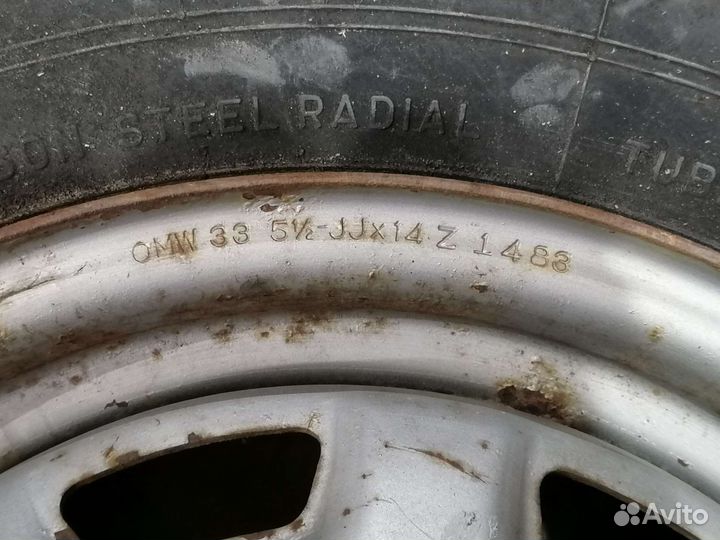 STEEL RADIAL
TUB
OMW 33 5½-JJx14 Z 1483
Avito